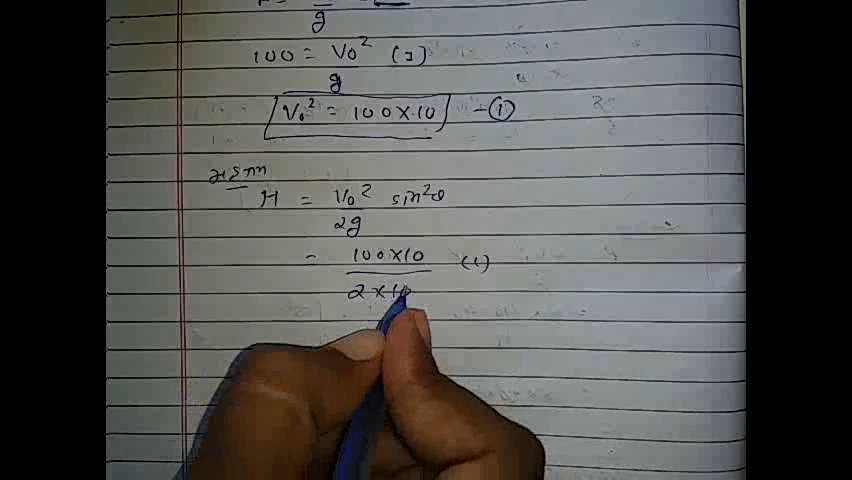 g
100 = V₀² (1)
g
V₀² = 100×10 —①
H = V₀² sin²θ
2g
= 100×10 (1)
2×10